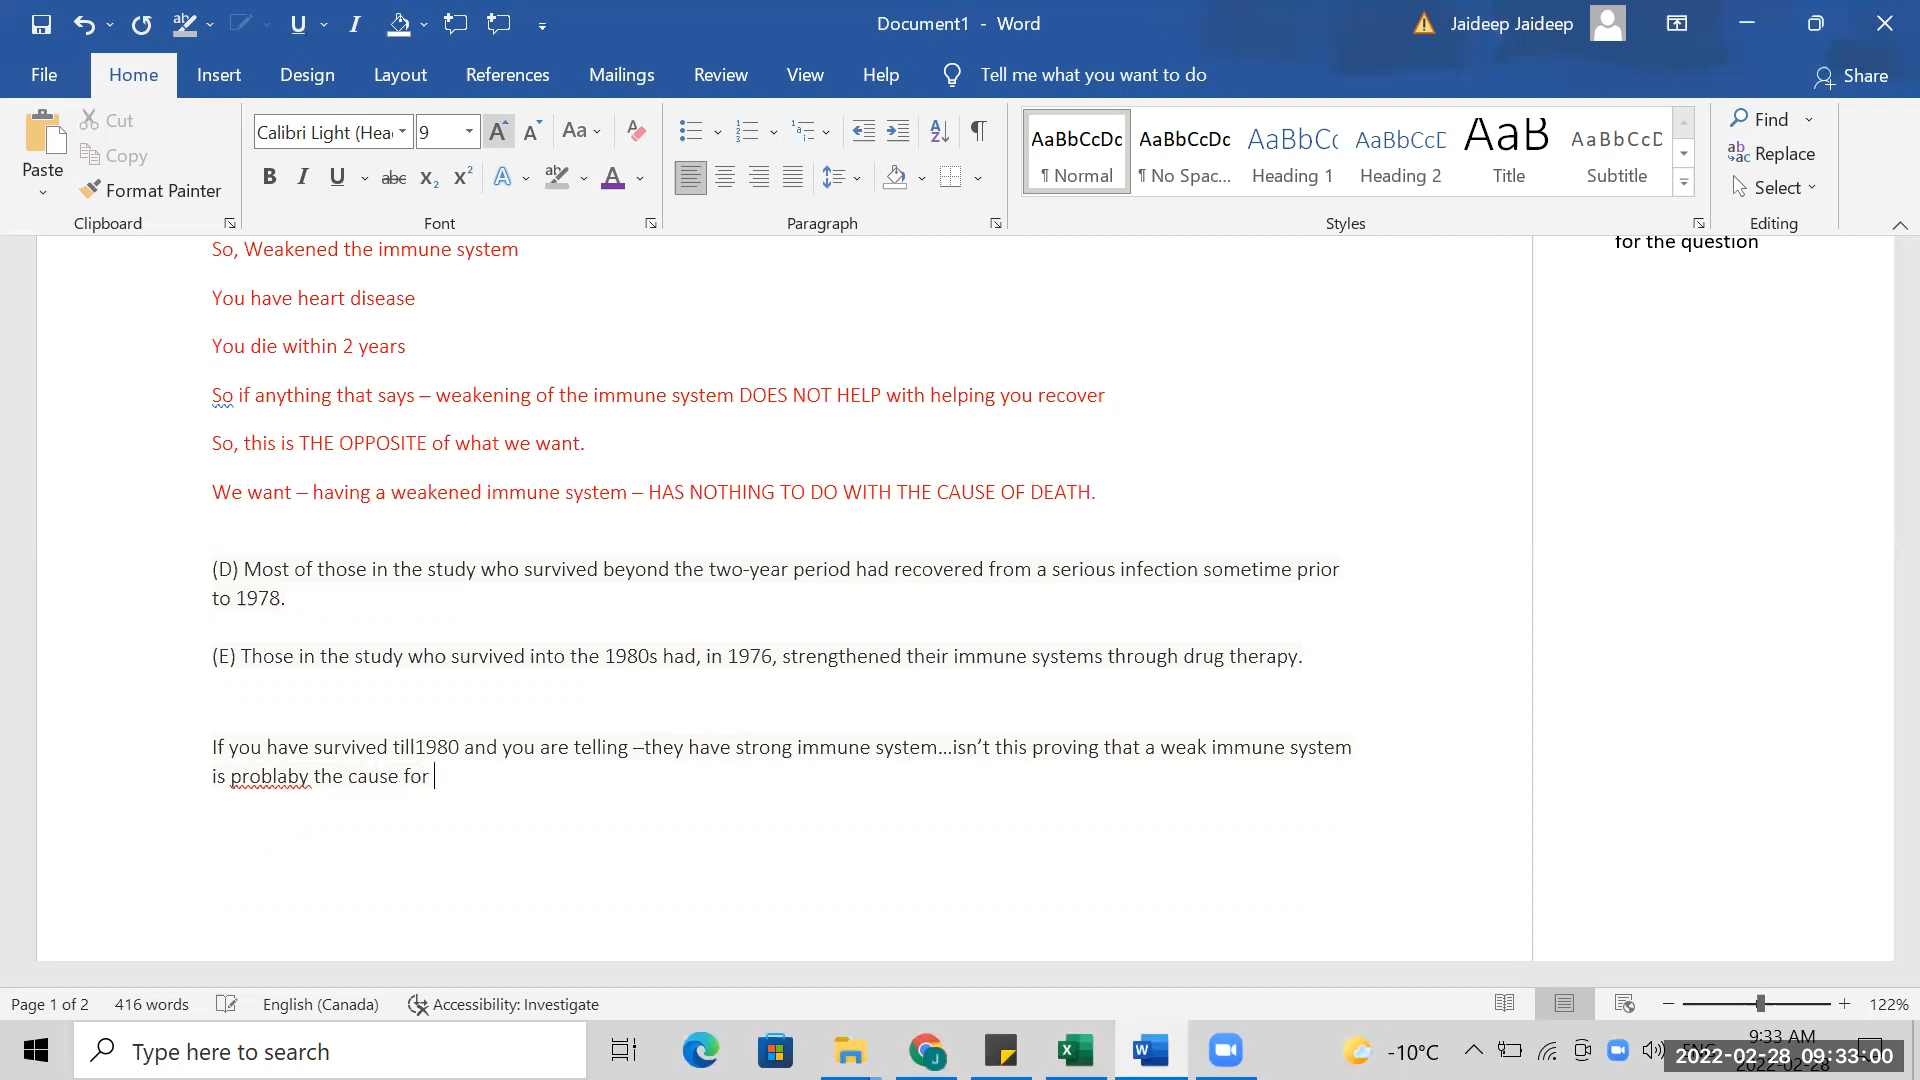 Document1 - Word
Jaideep Jaideep
File Home Insert Design Layout References Mailings Review View Help Tell me what you want to do Share
Paste Cut Copy Format Painter Clipboard
Calibri Light (Hea 9 Aa Font
Paragraph
AaBbCcDc AaBbCcDc AaBbCc AaBbCcD AaB AaBbCcD
¶ Normal ¶ No Spac... Heading 1 Heading 2 Title Subtitle
Styles
Find Replace Select Editing
So, Weakened the immune system
for the question
You have heart disease
You die within 2 years
So if anything that says – weakening of the immune system DOES NOT HELP with helping you recover
So, this is THE OPPOSITE of what we want.
We want – having a weakened immune system – HAS NOTHING TO DO WITH THE CAUSE OF DEATH.
(D) Most of those in the study who survived beyond the two-year period had recovered from a serious infection sometime prior
to 1978.
(E) Those in the study who survived into the 1980s had, in 1976, strengthened their immune systems through drug therapy.
If you have survived till1980 and you are telling –they have strong immune system...isn't this proving that a weak immune system
is problaby the cause for
Page 1 of 2 416 words English (Canada) Accessibility: Investigate 122%
Type here to search -10°C 9:33 AM
2022-02-28 09:33:00